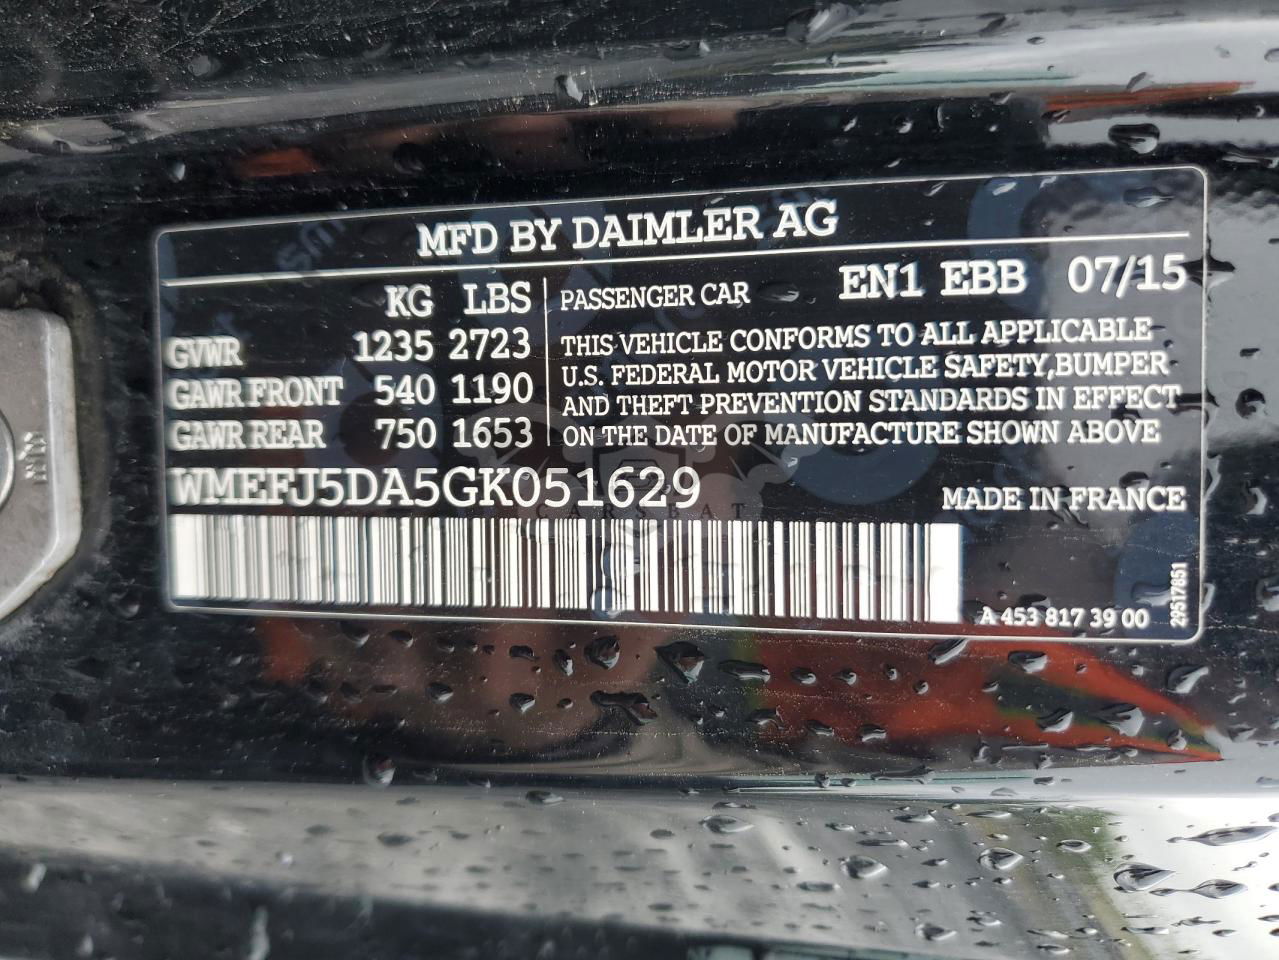 MFD BY DAIMLER AG
KG LBS
GVWR 1235 2723
GAWR FRONT 540 1190
GAWR REAR 750 1653
PASSENGER CAR EN1 EBB 07/15
THIS VEHICLE CONFORMS TO ALL APPLICABLE
U.S. FEDERAL MOTOR VEHICLE SAFETY,BUMPER
AND THEFT PREVENTION STANDARDS IN EFFECT
ON THE DATE OF MANUFACTURE SHOWN ABOVE
WMEFJ5DA5GK051629
MADE IN FRANCE
CARSBAT
A 453 817 39 00
29517851